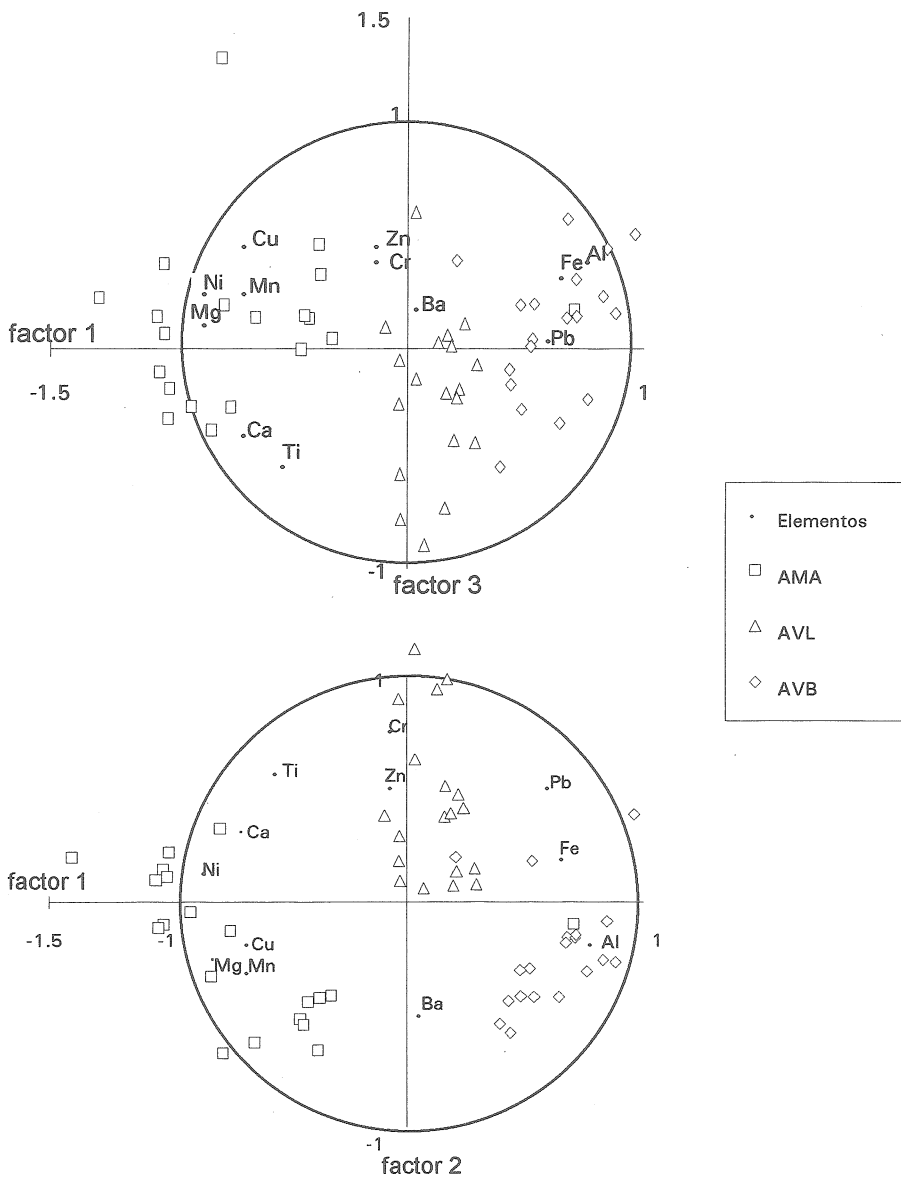 1.5
1
Cu
Zn
Cr
Al
Fe
Ni
Mn
Mg
Ba
factor 1
Pb
-1.5
1
Ca
Ti
-1
factor 3
Elementos
AMA
AVL
AVB
1
Cr
Ti
Zn
Pb
Ca
Fe
Ni
factor 1
-1.5
-1
Cu
Al
1
Mg
Mn
Ba
-1
factor 2